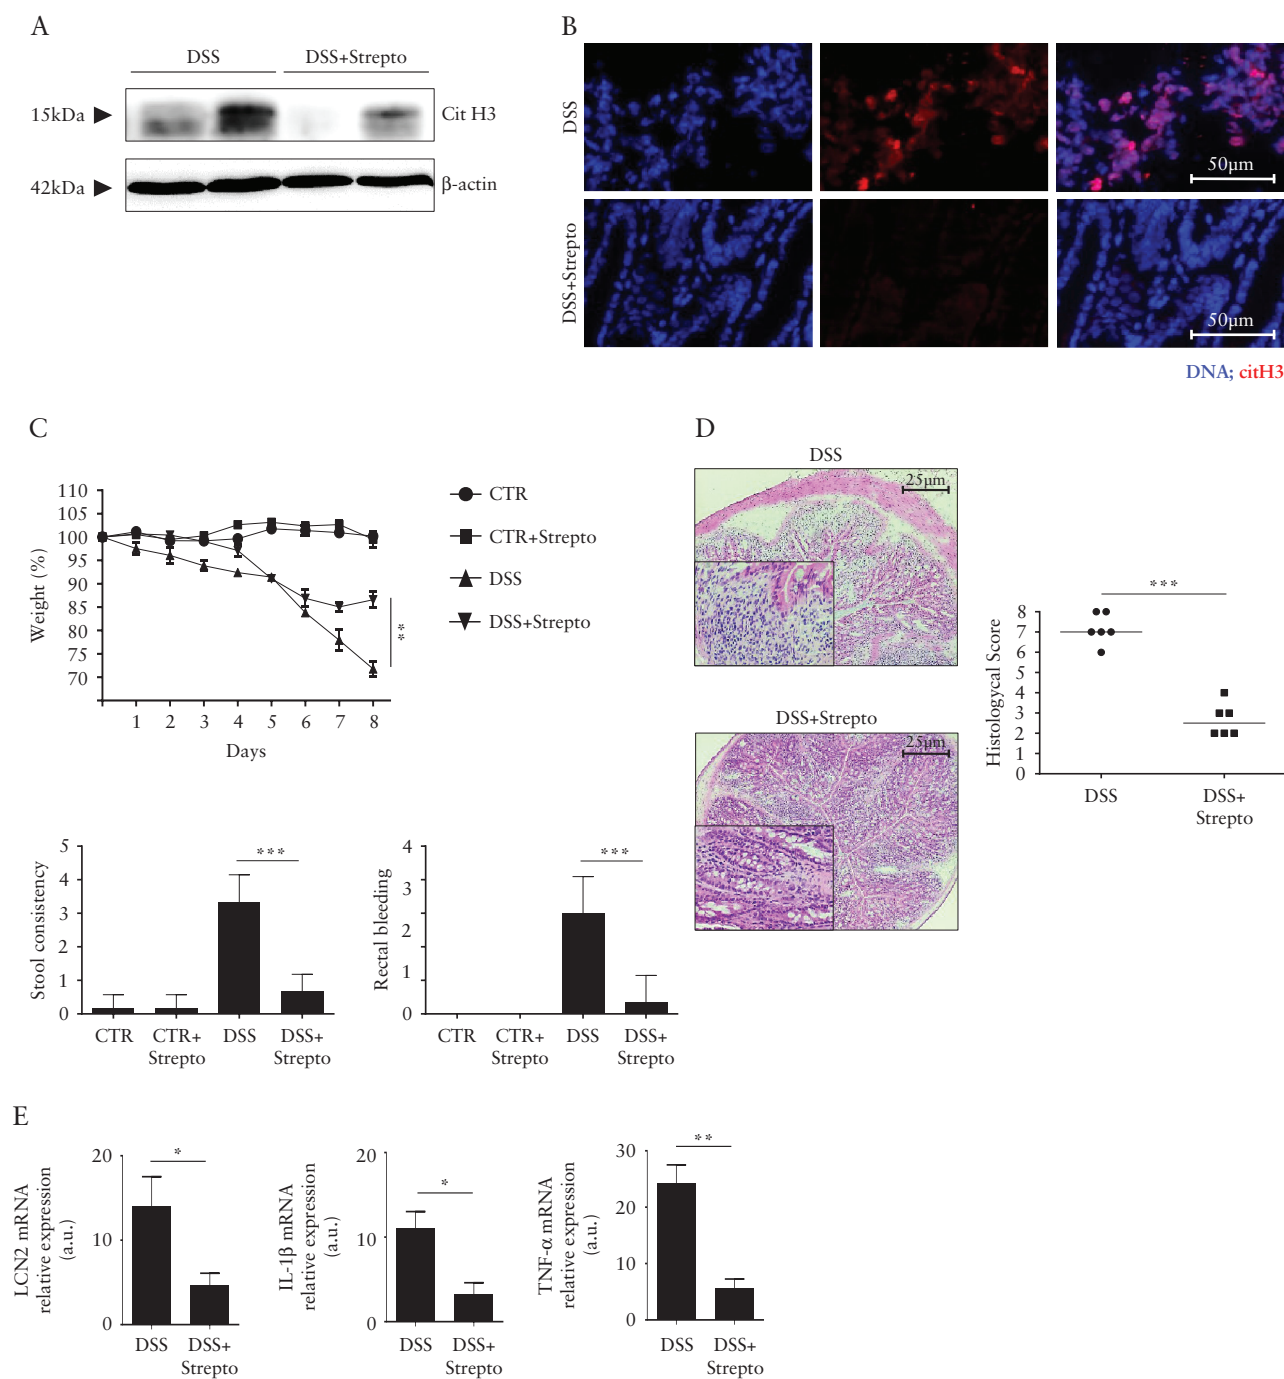 A
DSS
DSS+Strepto
15kDa
Cit H3
42kDa
β-actin
B
DSS
50µm
DSS+Strepto
50µm
DNA; citH3
C
Weight (%)
110
105
100
95
90
85
80
75
70
1 2 3 4 5 6 7 8
Days
**
CTR
CTR+Strepto
DSS
DSS+Strepto
D
DSS
25µm
DSS+Strepto
25µm
Histologycal Score
8
7
6
4
3
2
1
0
***
DSS
DSS+
Strepto
Stool consistency
5
4
3
2
1
0
***
CTR
CTR+
Strepto
DSS
DSS+
Strepto
Rectal bleeding
4
3
2
1
0
***
CTR
CTR+
Strepto
DSS
DSS+
Strepto
E
LCN2 mRNA
relative expression
(a.u.)
20
10
0
*
DSS
DSS+
Strepto
IL-1β mRNA
relative expression
(a.u.)
20
10
0
*
DSS
DSS+
Strepto
TNF-α mRNA
relative expression
(a.u.)
30
20
10
0
**
DSS
DSS+
Strepto